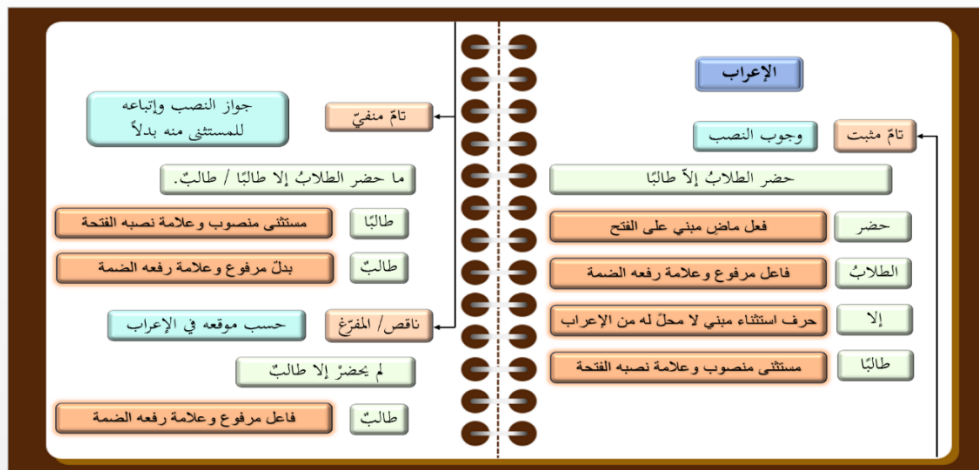 الإعراب
تامّ مثبت
وجوب النصب
حضر الطلابُ إلاّ طالبًا
حضر
فعل ماضٍ مبني على الفتح
الطلابُ
فاعل مرفوع وعلامة رفعه الضمة
إلا
حرف استثناء مبني لا محلّ له من الإعراب
طالبًا
مستثنى منصوب وعلامة نصبه الفتحة
تامّ منفيّ
جواز النصب وإتباعه
للمستثنى منه بدلاً
ما حضر الطلابُ إلا طالبًا / طالبٌ.
طالبًا
مستثنى منصوب وعلامة نصبه الفتحة
طالبٌ
بدلٌ مرفوع وعلامة رفعه الضمة
ناقص/ المفرّغ
حسب موقعه في الإعراب
لم يحضرْ إلا طالبٌ
طالبٌ
فاعل مرفوع وعلامة رفعه الضمة